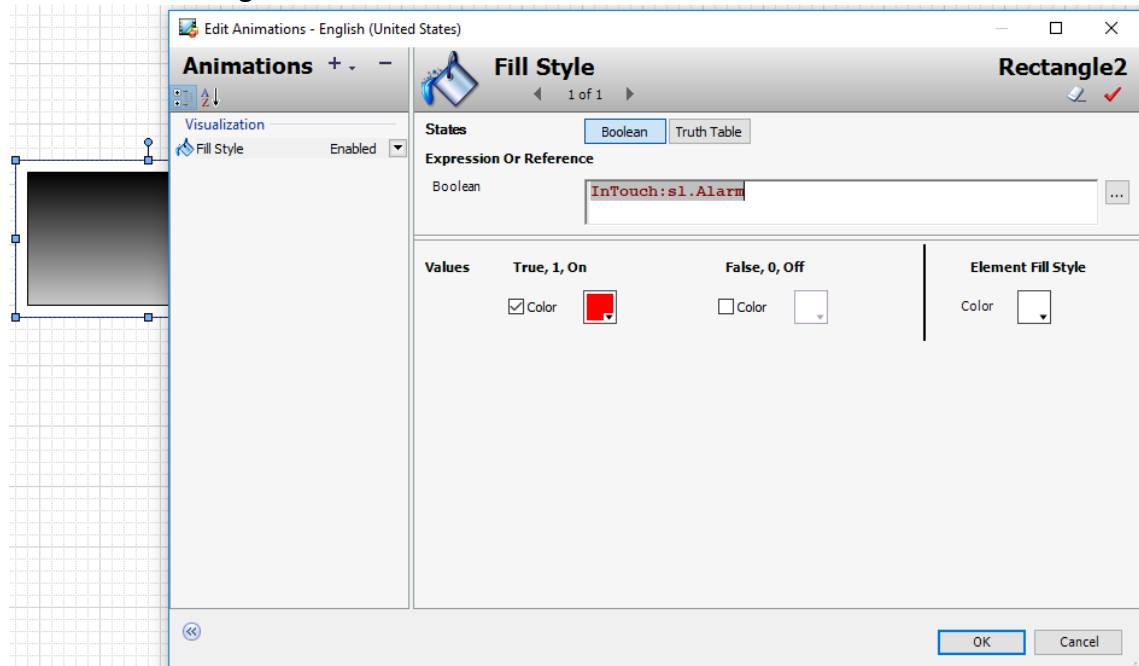 Edit Animations - English (United States)
Animations
Fill Style
Rectangle2
1 of 1
A
Z
Visualization
Fill Style Enabled
States Boolean Truth Table
Expression Or Reference
Boolean
InTouch:sl.Alarm
...
Values True, 1, On False, 0, Off Element Fill Style
Color Color Color
OK Cancel